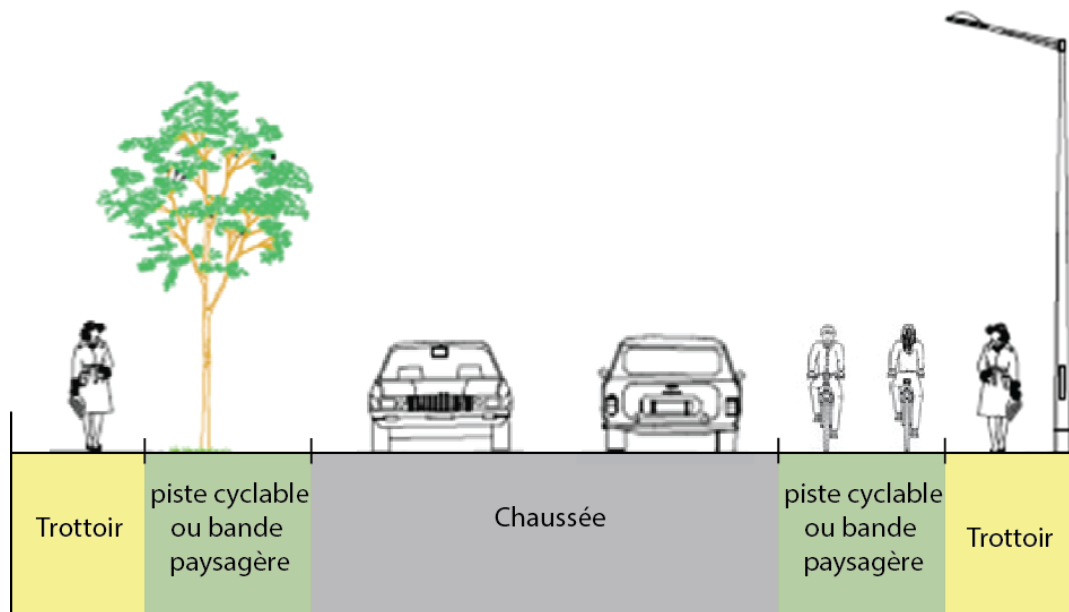 Trottoir
piste cyclable
ou bande
paysagère
Chaussée
piste cyclable
ou bande
paysagère
Trottoir